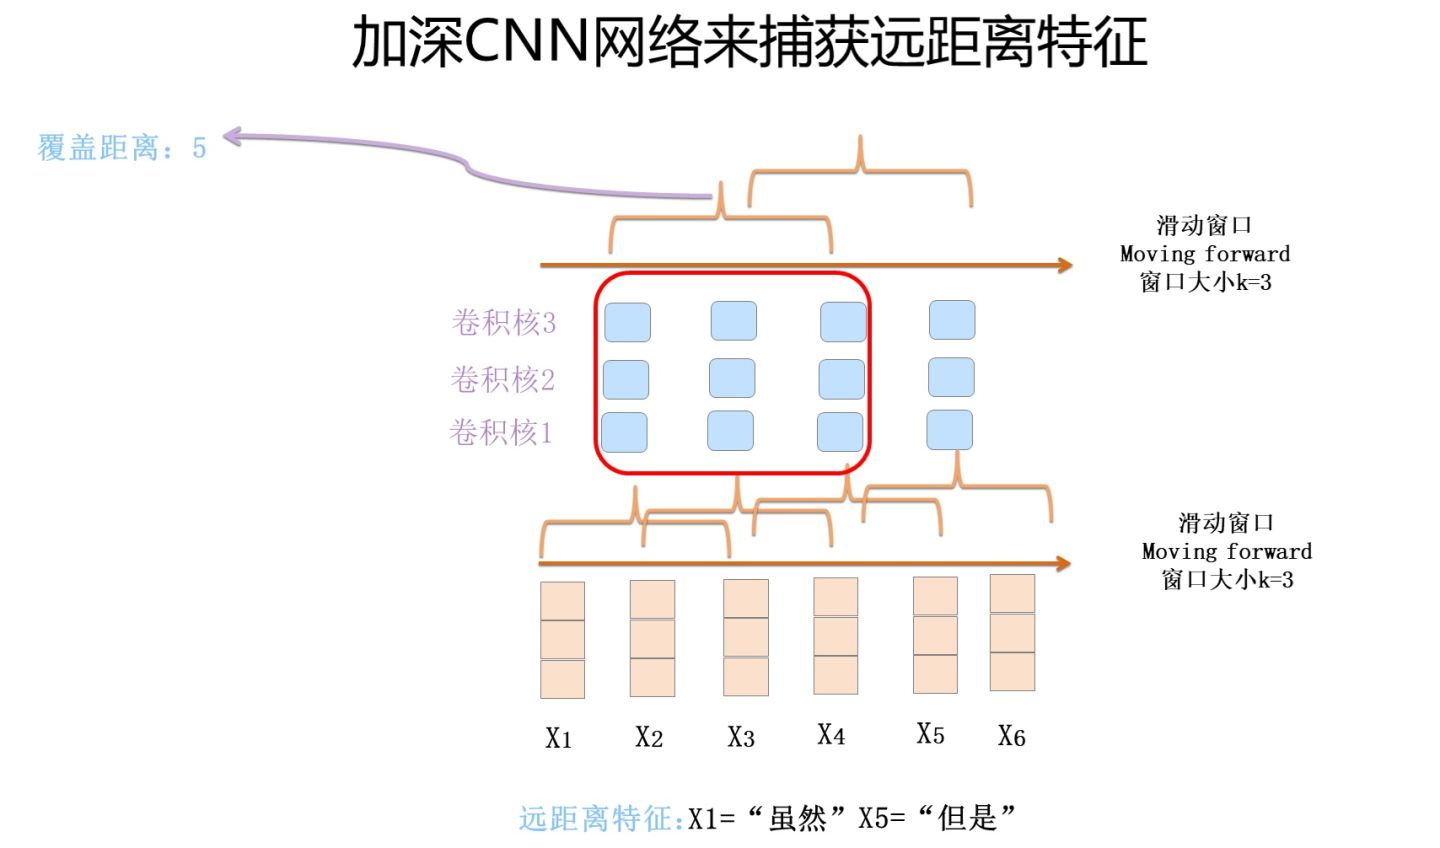 加深CNN网络来捕获远距离特征
覆盖距离：5
滑动窗口
Moving forward
窗口大小k=3
卷积核3
卷积核2
卷积核1
滑动窗口
Moving forward
窗口大小k=3
X1 X2 X3 X4 X5 X6
远距离特征:X1=“虽然”X5=“但是”